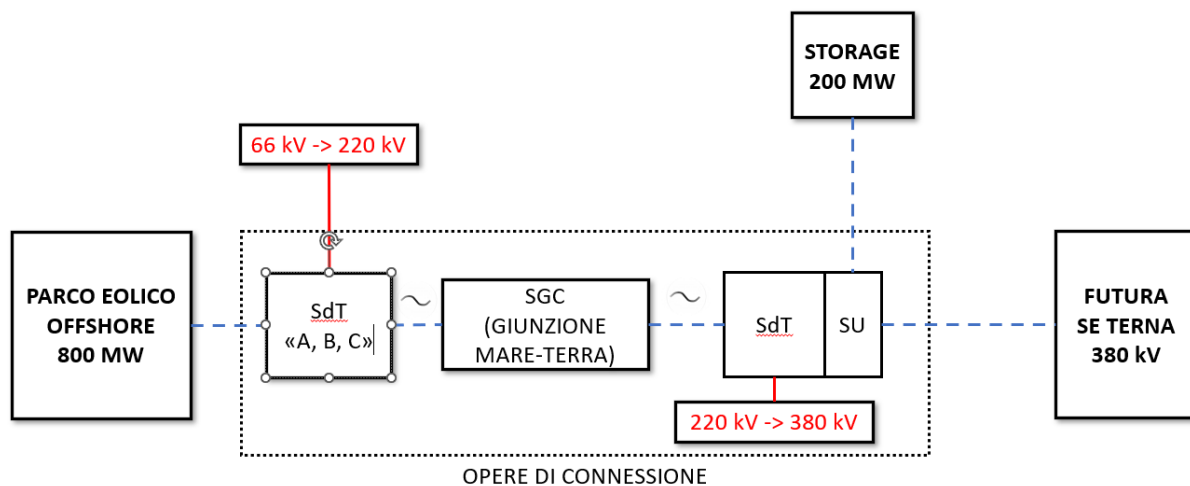 STORAGE
200 MW
66 kV -> 220 kV
PARCO EOLICO
OFFSHORE
800 MW
SdT
«A, B, C»
SGC
(GIUNZIONE
MARE-TERRA)
SdT
SU
FUTURA
SE TERNA
380 kV
220 kV -> 380 kV
OPERE DI CONNESSIONE